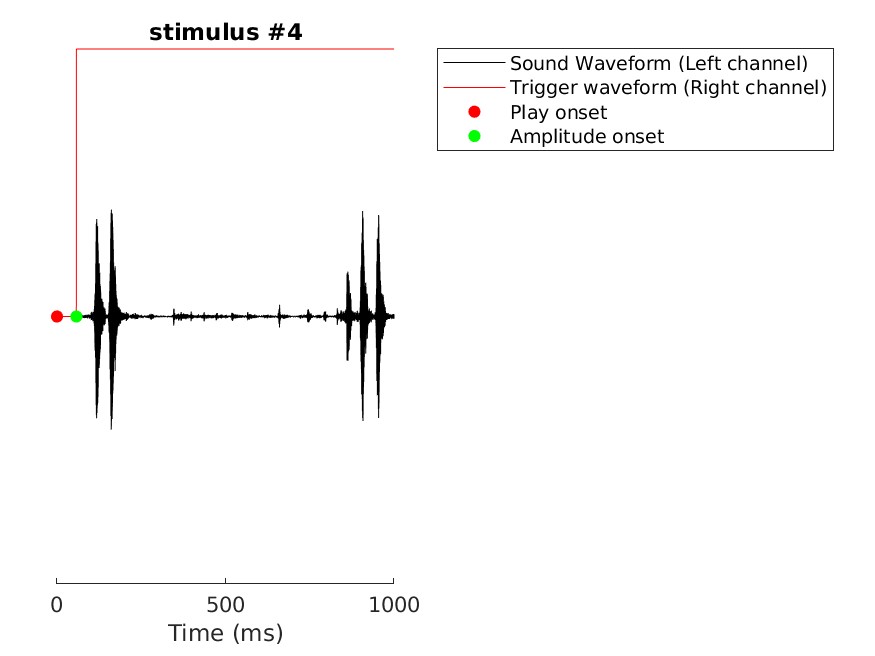 stimulus #4
Sound Waveform (Left channel)
Trigger waveform (Right channel)
Play onset
Amplitude onset
0 500 1000
Time (ms)